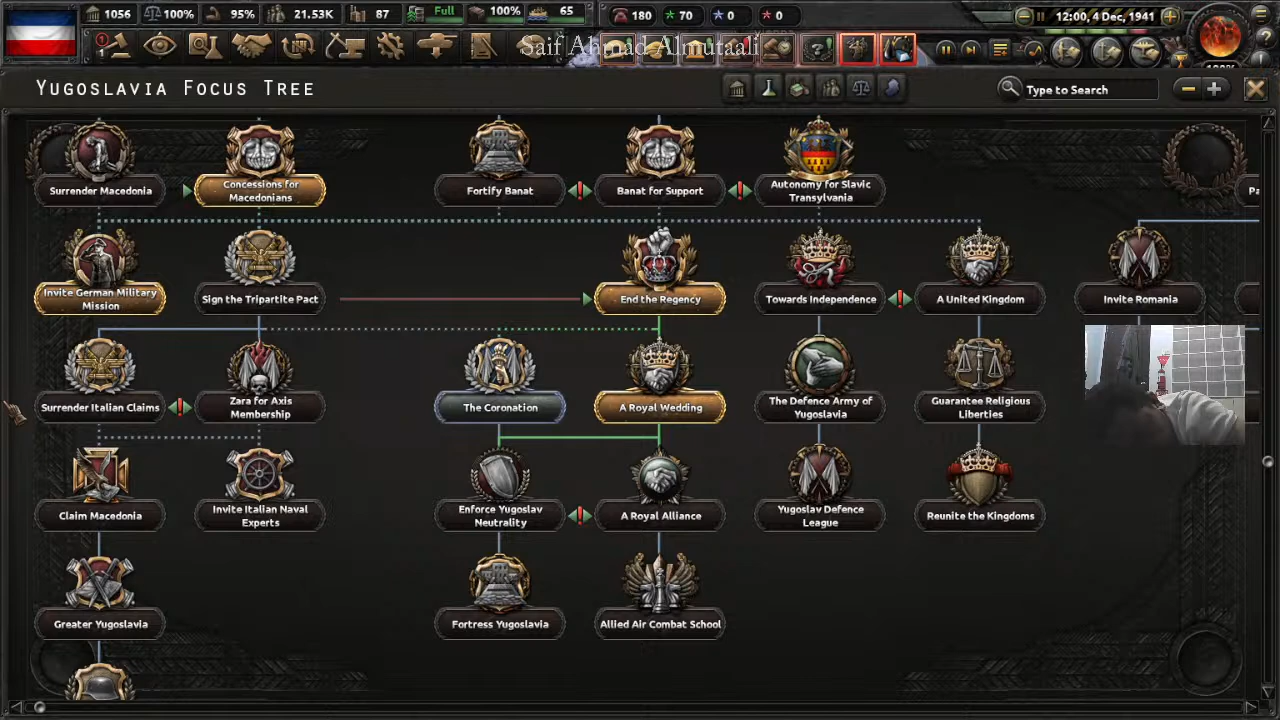 1056 100% 95% 21.53K 87 Full 100% 65 180 70 0 0 12:00, 4 Dec, 1941
Saif Ahmad Almutaali
Yugoslavia Focus Tree
Type to Search
Surrender Macedonia
Concessions for
Macedonians
Fortify Banat
Banat for Support
Autonomy for Slavic
Transylvania
Pa
Invite German Military
Mission
Sign the Tripartite Pact
End the Regency
Towards Independence
A United Kingdom
Invite Romania
Surrender Italian Claims
Zara for Axis
Membership
The Coronation
A Royal Wedding
The Defence Army of
Yugoslavia
Guarantee Religious
Liberties
Claim Macedonia
Invite Italian Naval
Experts
Enforce Yugoslav
Neutrality
A Royal Alliance
Yugoslav Defence
League
Reunite the Kingdoms
Greater Yugoslavia
Fortress Yugoslavia
Allied Air Combat School